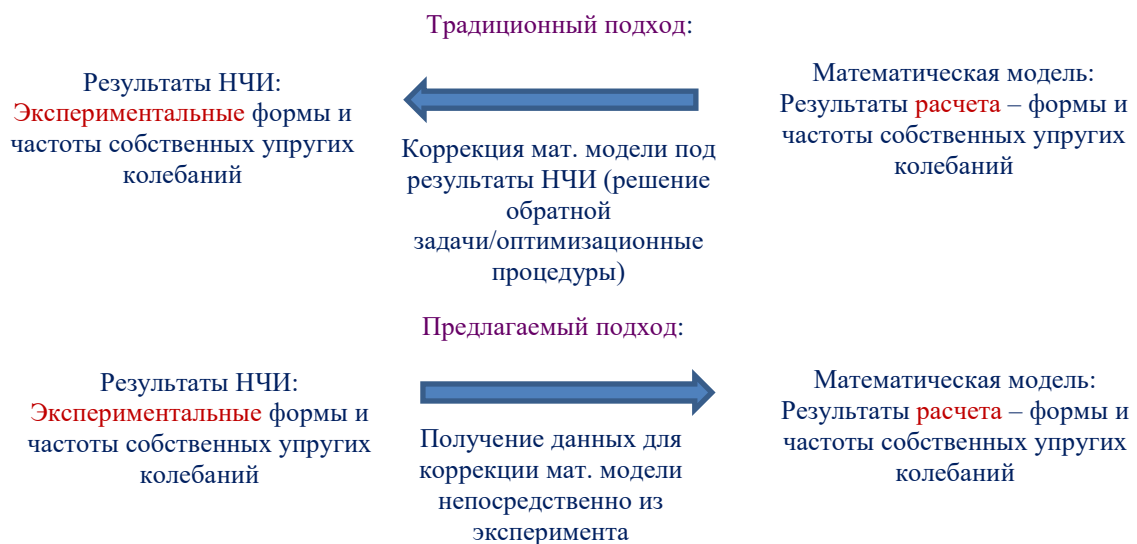 Традиционный подход:
Результаты НЧИ:
Экспериментальные формы и
частоты собственных упругих
колебаний
Коррекция мат. модели под
результаты НЧИ (решение
обратной
задачи/оптимизационные
процедуры)
Математическая модель:
Результаты расчета – формы и
частоты собственных упругих
колебаний
Предлагаемый подход:
Результаты НЧИ:
Экспериментальные формы и
частоты собственных упругих
колебаний
Получение данных для
коррекции мат. модели
непосредственно из
эксперимента
Математическая модель:
Результаты расчета – формы и
частоты собственных упругих
колебаний